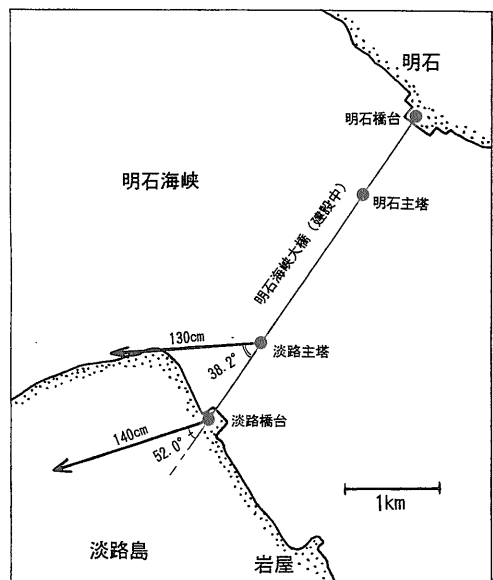 明石
明石橋台
明石海峡
明石主塔
明石海峡大橋（建設中）
130cm
淡路主塔
38.2°
淡路橋台
140cm
52.0°
1km
淡路島
岩屋